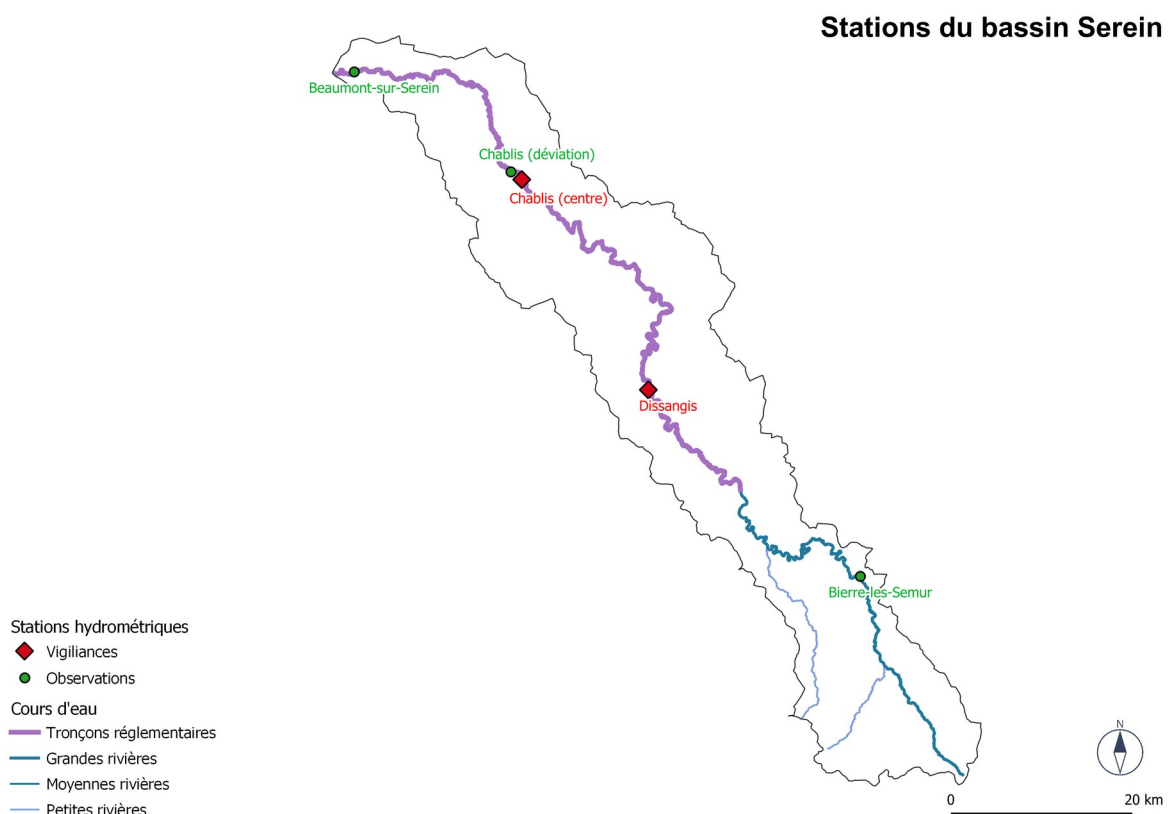 Stations du bassin Serein
Beaumont-sur-Serein
Chablis (déviation)
Chablis (centre)
Dissangis
Bierre-les-Semur
Stations hydrométriques
Vigiliances
Observations
Cours d'eau
Tronçons réglementaires
Grandes rivières
Moyennes rivières
Petites rivières
N
0 20 km